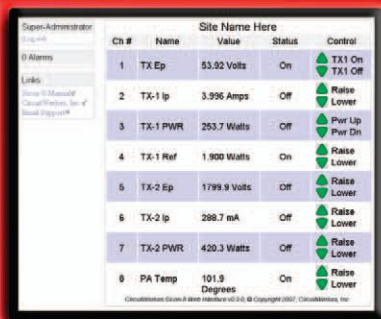 Super-Administrator
Log out
0 Alarms
Links:
Site Name Here
Ch # Name Value Status Control
1 TX Ep 53.92 Volts On TX1 On TX1 Off
2 TX-1 Ip 3.996 Amps Off Raise Lower
3 TX-1 PWR 253.7 Watts Off Pwr Up Pwr Dn
4 TX-1 Ref 1.900 Watts On Raise Lower
5 TX-2 Ep 1799.9 Volts Off Raise Lower
6 TX-2 Ip 288.7 mA Off Raise Lower
7 TX-2 PWR 420.3 Watts Off Raise Lower
8 PA Temp 101.9 Degrees On Raise Lower